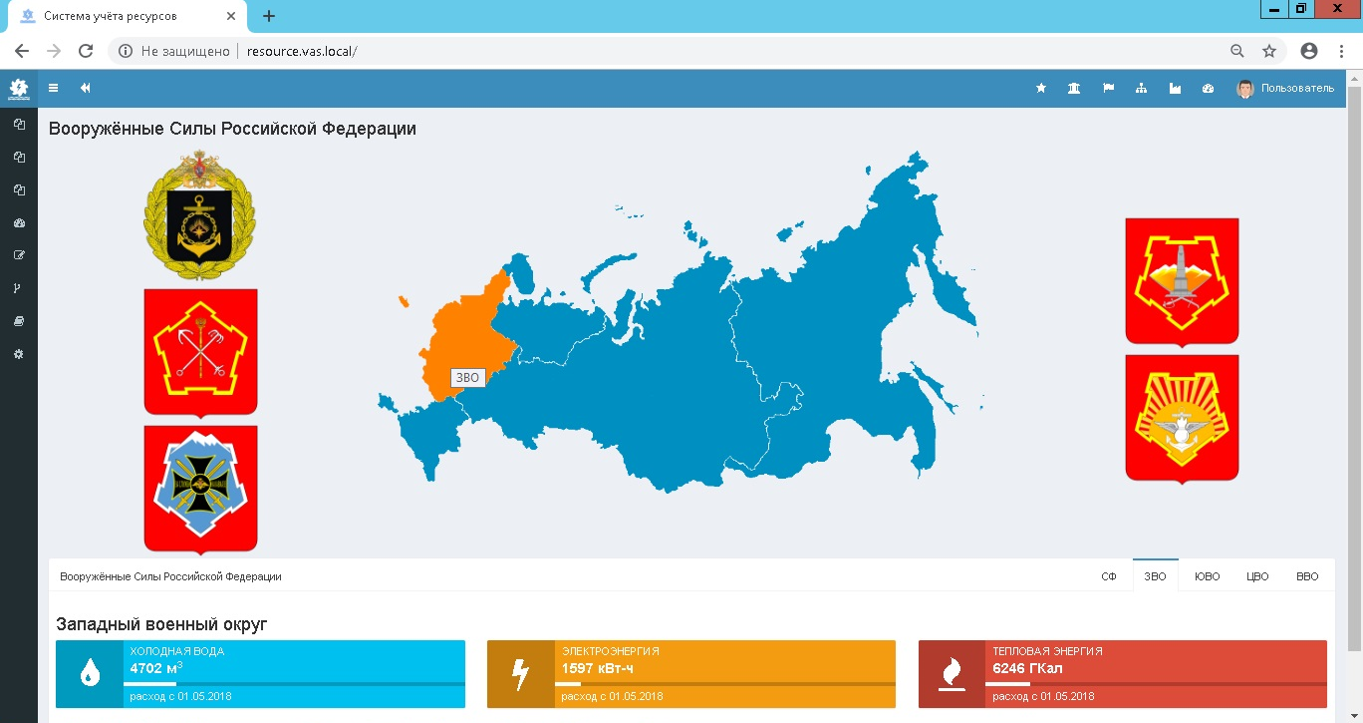 Система учёта ресурсов
Не защищено
resource.vas.local/
Пользователь
Вооружённые Силы Российской Федерации
ЗВО
Вооружённые Силы Российской Федерации
СФ ЗВО ЮВО ЦВО ВВО
Западный военный округ
ХОЛОДНАЯ ВОДА
4702 м³
расход с 01.05.2018
ЭЛЕКТРОЭНЕРГИЯ
1597 кВт-ч
расход с 01.05.2018
ТЕПЛОВАЯ ЭНЕРГИЯ
6246 ГКал
расход с 01.05.2018